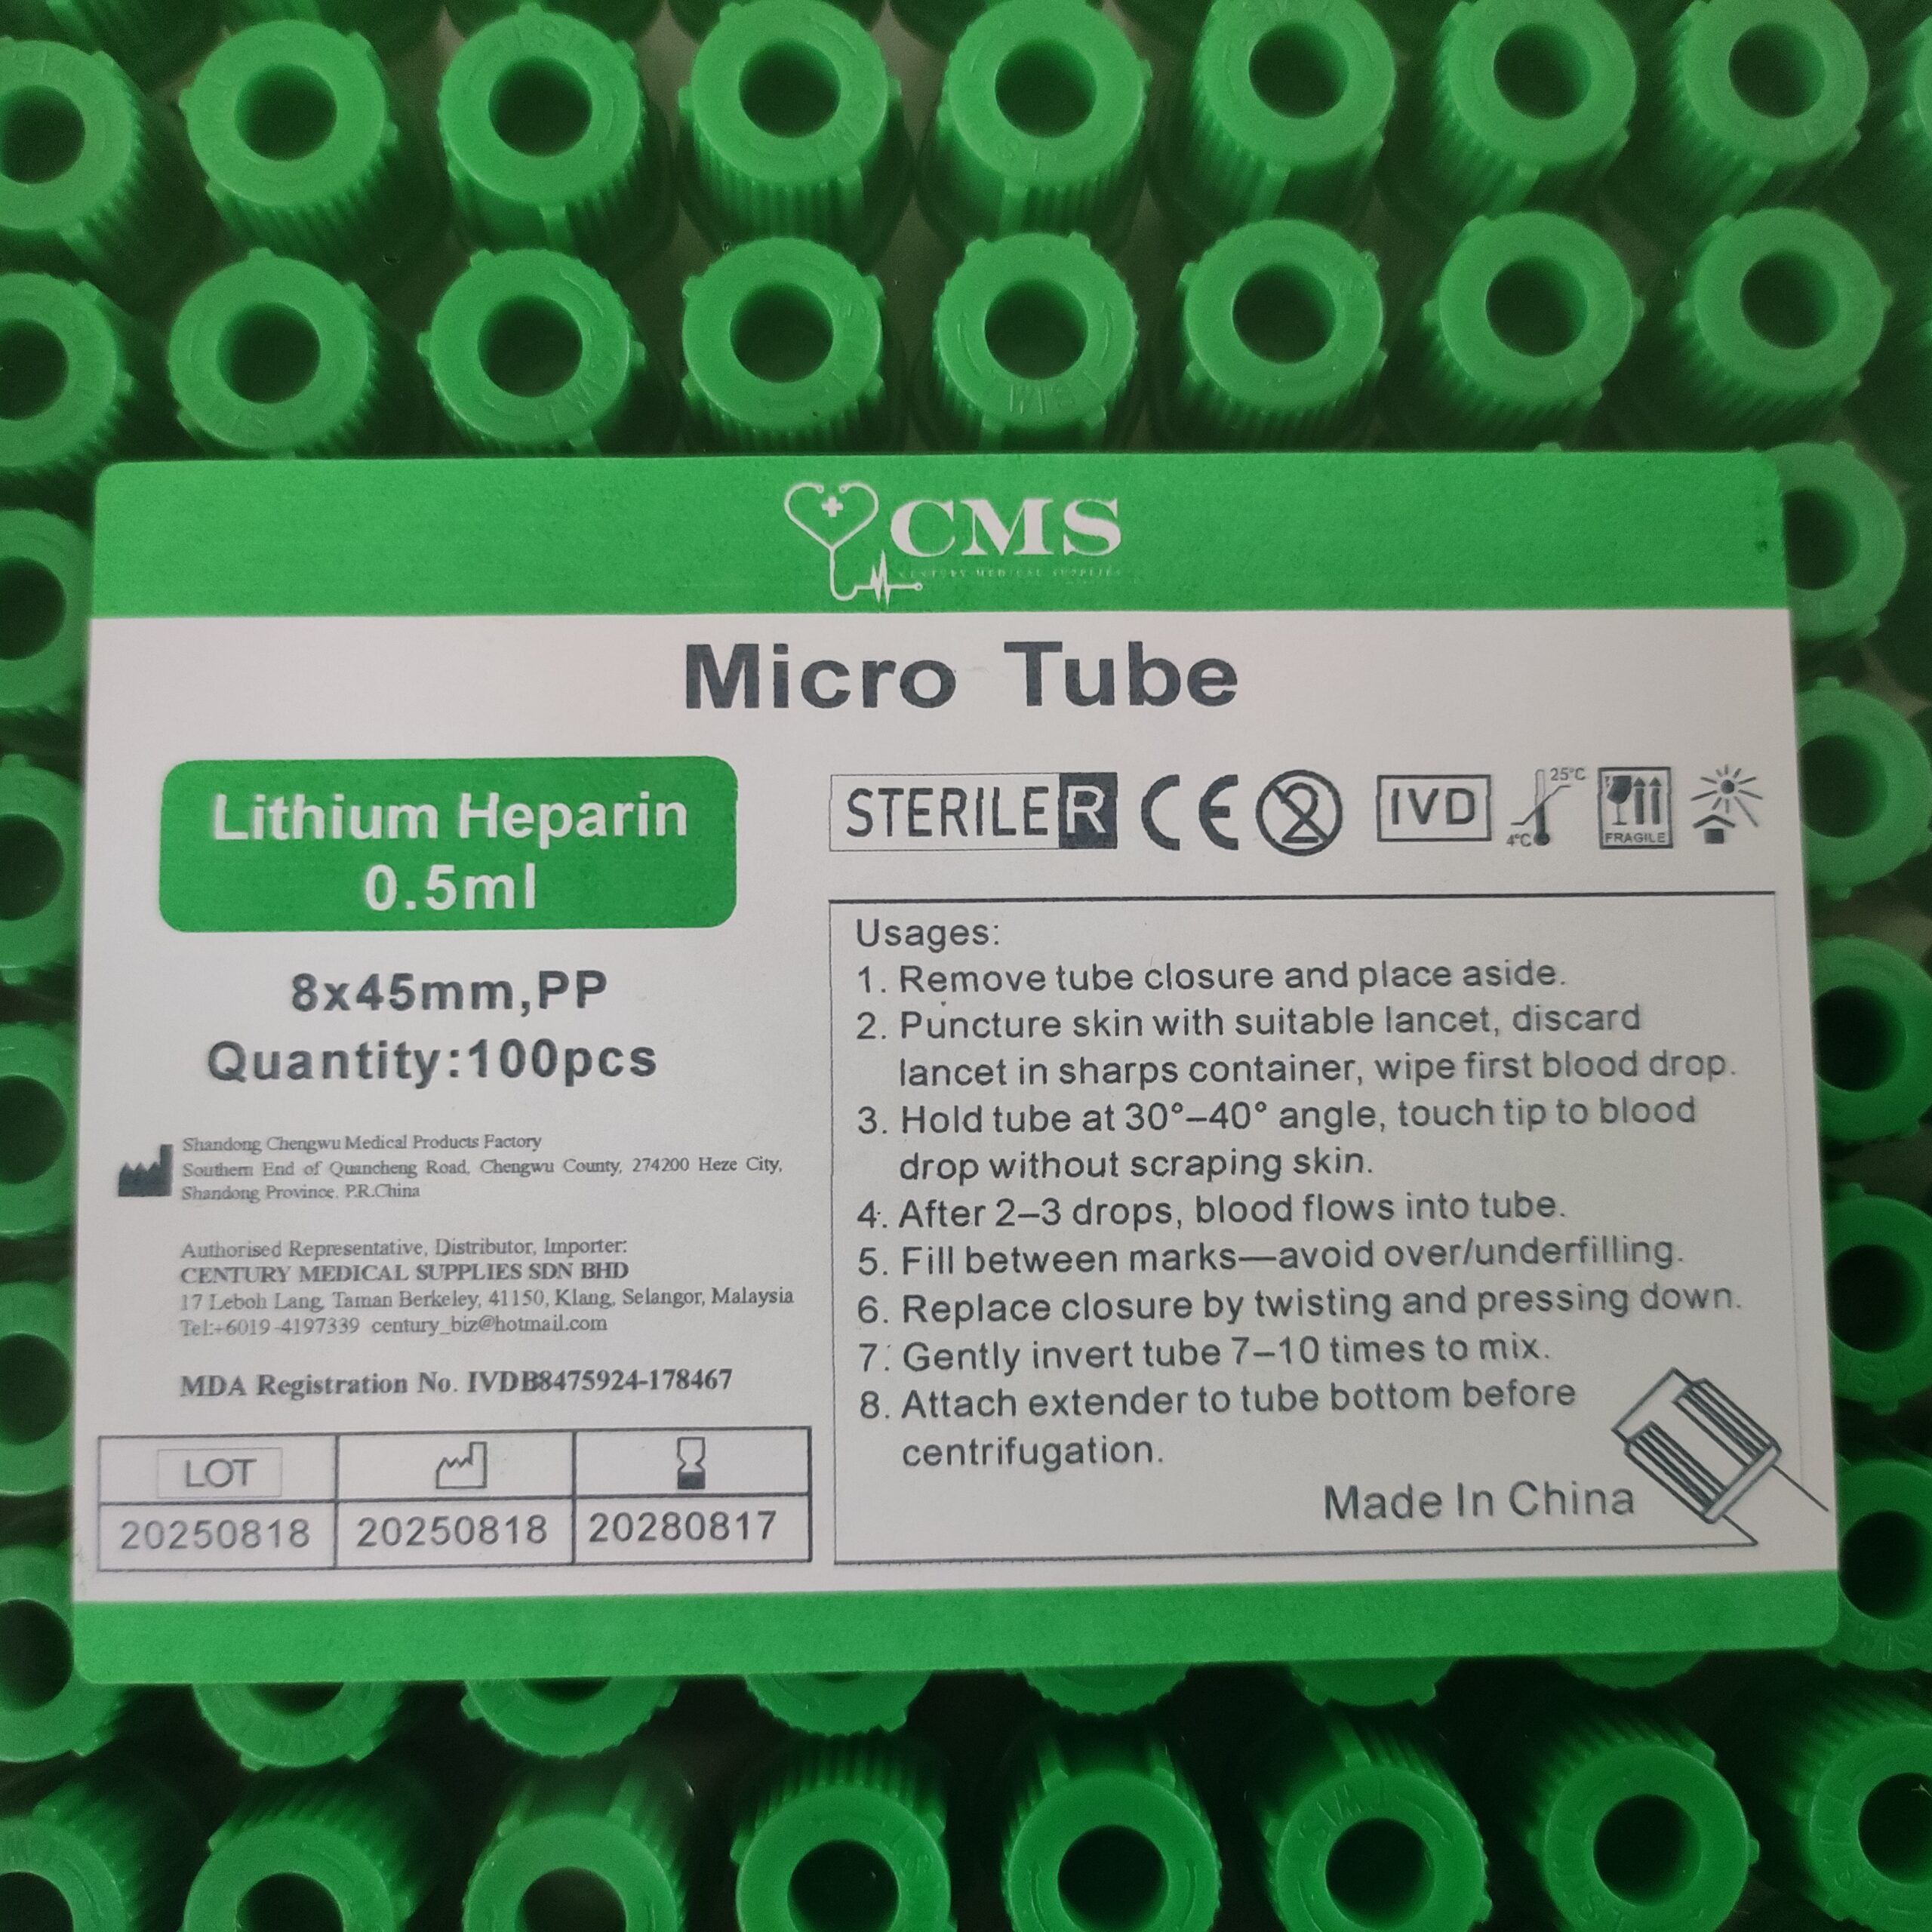 CMS
CENTURY MEDICAL SUPPLIES
Micro Tube
Lithium Heparin
0.5ml
8x45mm,PP
Quantity:100pcs
Shandong Chengwu Medical Products Factory
Southern End of Quancheng Road, Chengwu County, 274200 Heze City,
Shandong Province, P.R.China
Authorised Representative, Distributor, Importer:
CENTURY MEDICAL SUPPLIES SDN BHD
17 Leboh Lang, Taman Berkeley, 41150, Klang, Selangor, Malaysia
Tel:+6019-4197339 century_biz@hotmail.com
MDA Registration No. IVDB8475924-178467
LOT
20250818 20250818 20280817
STERILE R CE 2 IVD 4°C 25°C FRAGILE
Usages:
1. Remove tube closure and place aside.
2. Puncture skin with suitable lancet, discard
lancet in sharps container, wipe first blood drop.
3. Hold tube at 30°–40° angle, touch tip to blood
drop without scraping skin.
4. After 2–3 drops, blood flows into tube.
5. Fill between marks—avoid over/underfilling.
6. Replace closure by twisting and pressing down.
7. Gently invert tube 7–10 times to mix.
8. Attach extender to tube bottom before
centrifugation.
Made In China